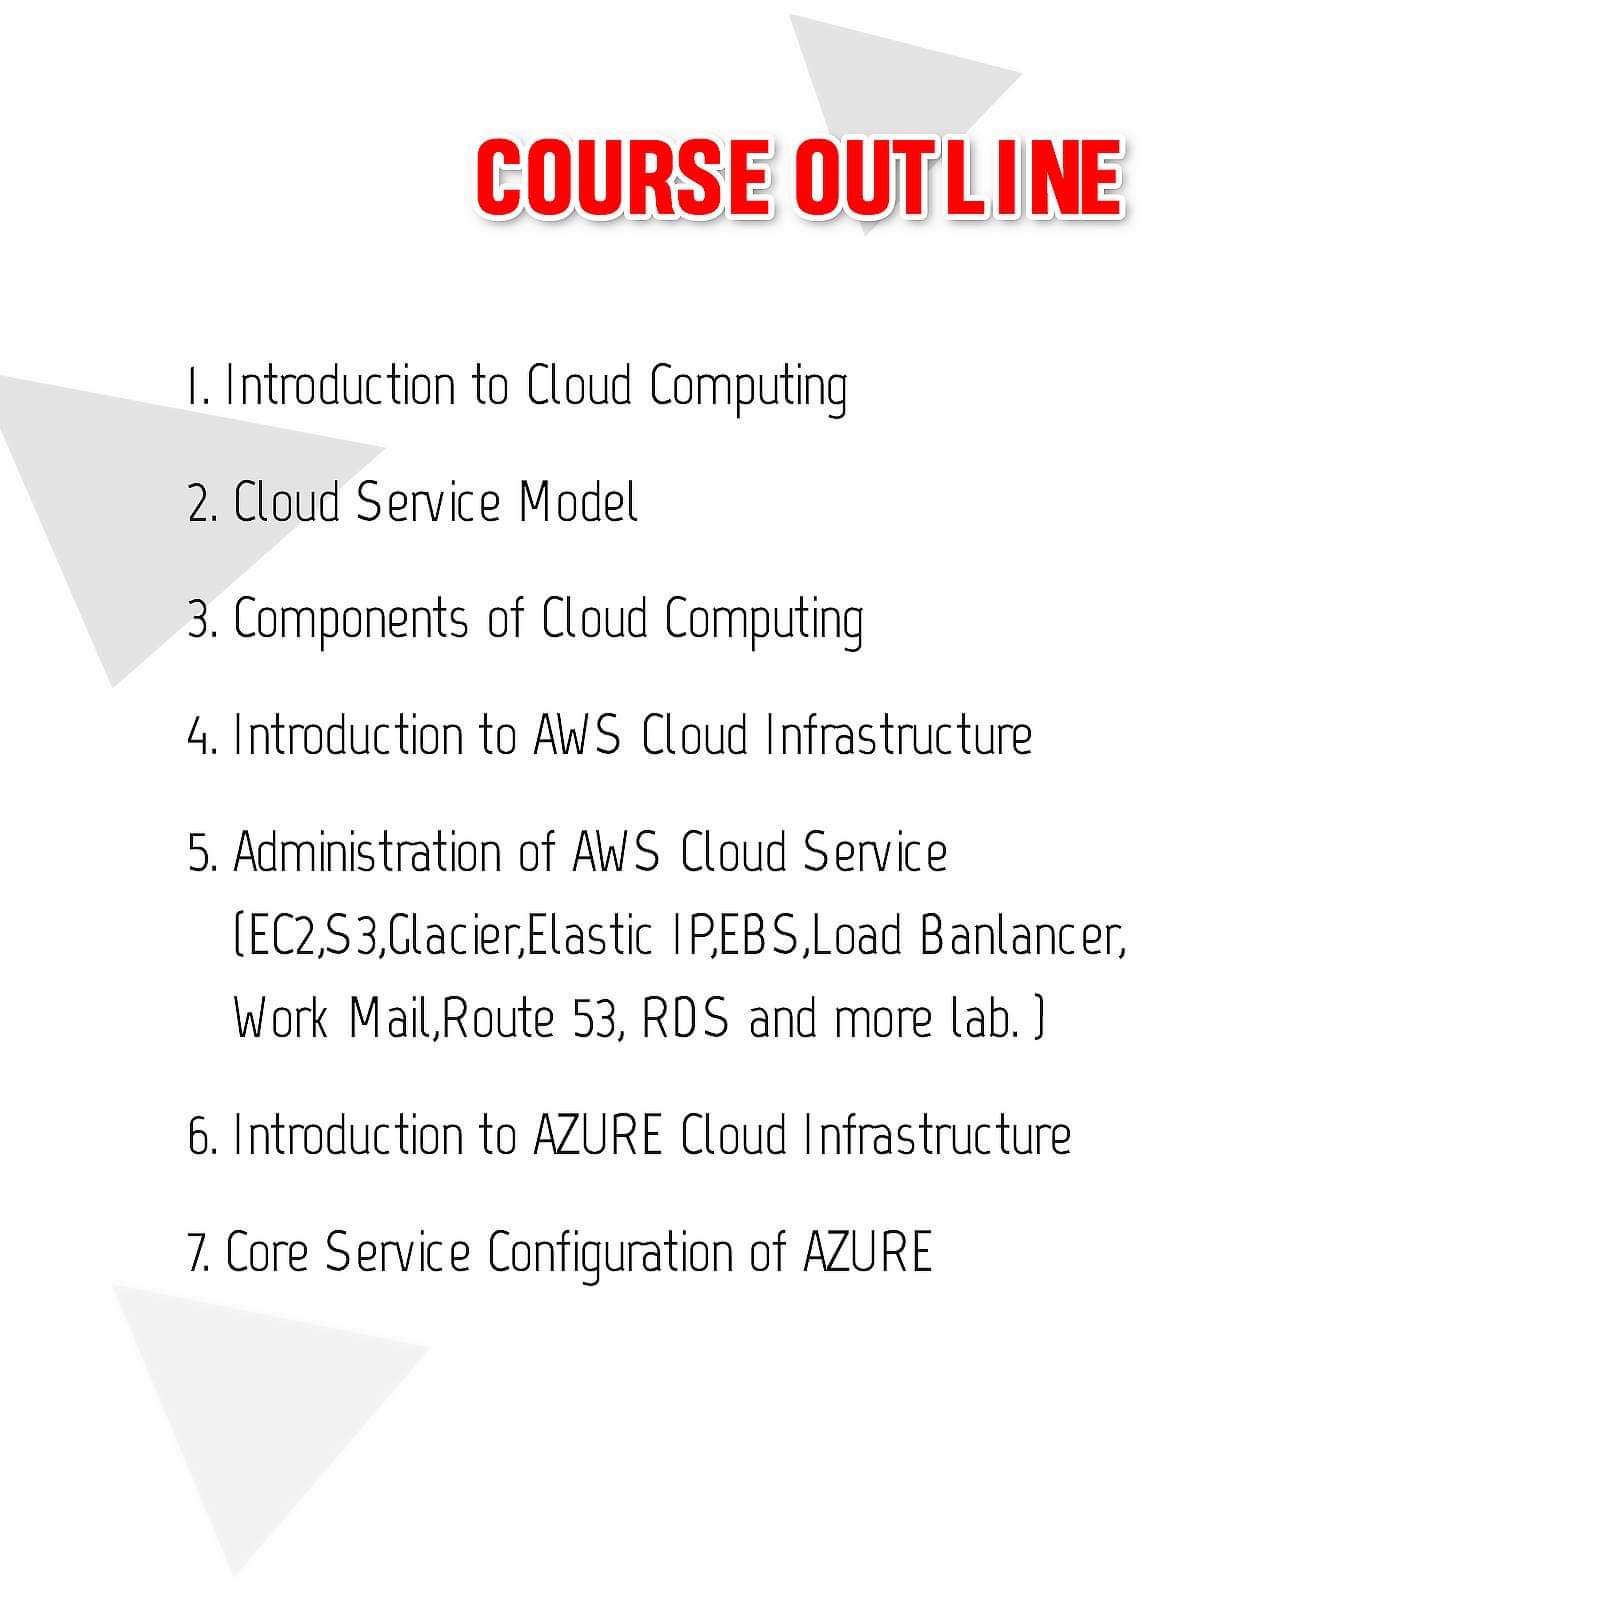 COURSE OUTLINE
1. Introduction to Cloud Computing
2. Cloud Service Model
3. Components of Cloud Computing
4. Introduction to AWS Cloud Infrastructure
5. Administration of AWS Cloud Service
(EC2,S3,Glacier,Elastic IP,EBS,Load Banlancer,
Work Mail,Route 53, RDS and more lab. )
6. Introduction to AZURE Cloud Infrastructure
7. Core Service Configuration of AZURE